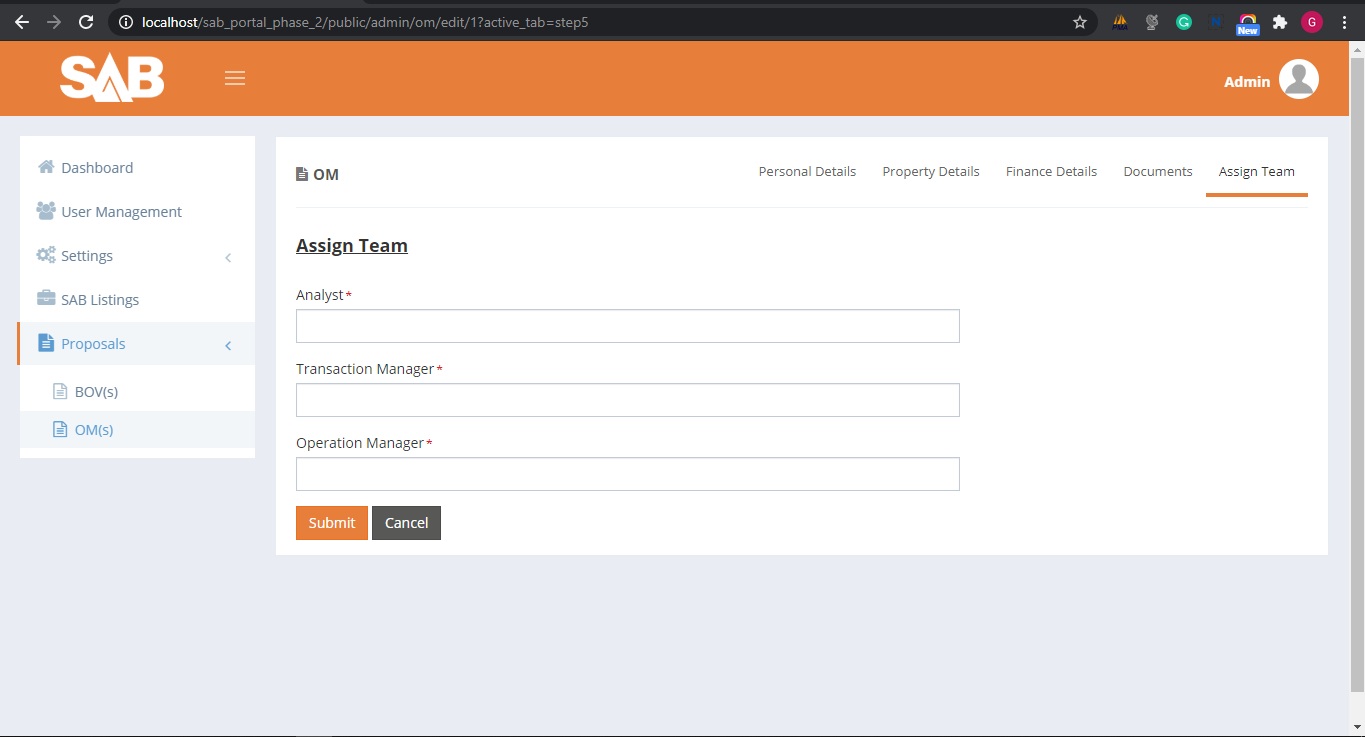 localhost/sab_portal_phase_2/public/admin/om/edit/1?active_tab=step5
G
New
SAB
Admin
Dashboard
User Management
Settings
SAB Listings
Proposals
BOV(s)
OM(s)
OM
Personal Details
Property Details
Finance Details
Documents
Assign Team
Assign Team
Analyst*
Transaction Manager*
Operation Manager*
Submit
Cancel